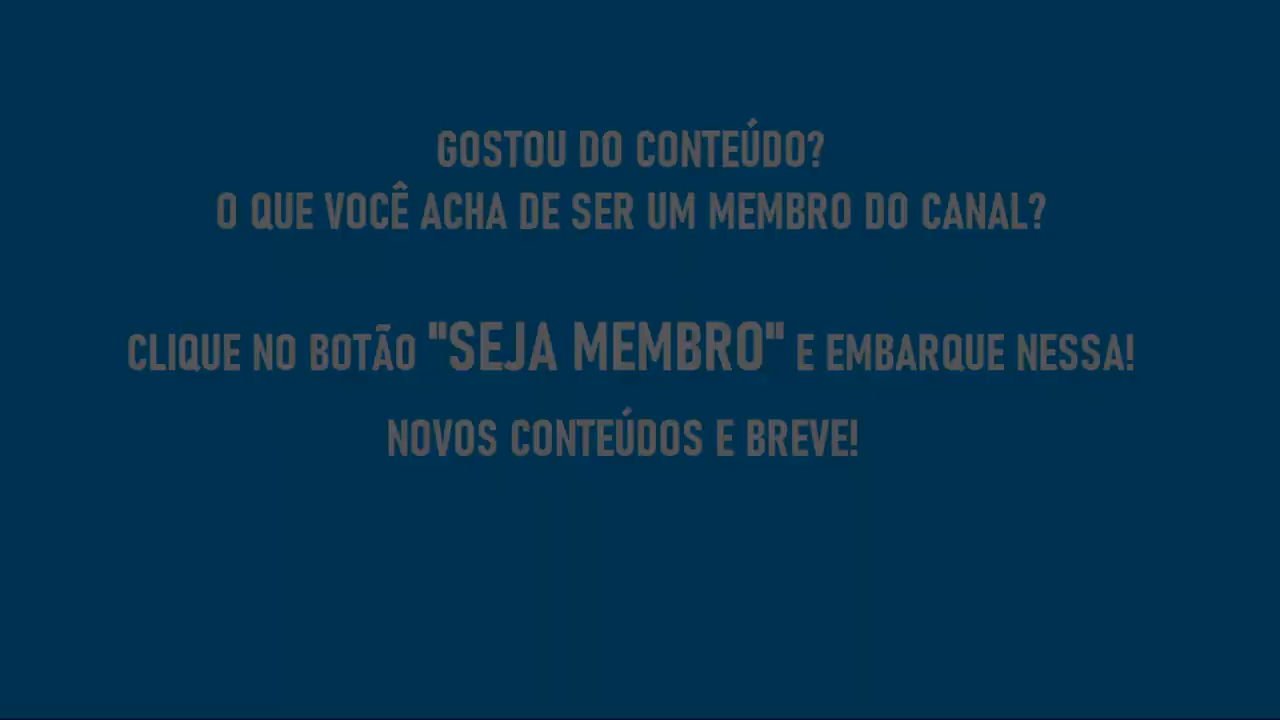 GOSTOU DO CONTEÚDO?
O QUE VOCÊ ACHA DE SER UM MEMBRO DO CANAL?
CLIQUE NO BOTÃO "SEJA MEMBRO" E EMBARQUE NESSA!
NOVOS CONTEÚDOS E BREVE!